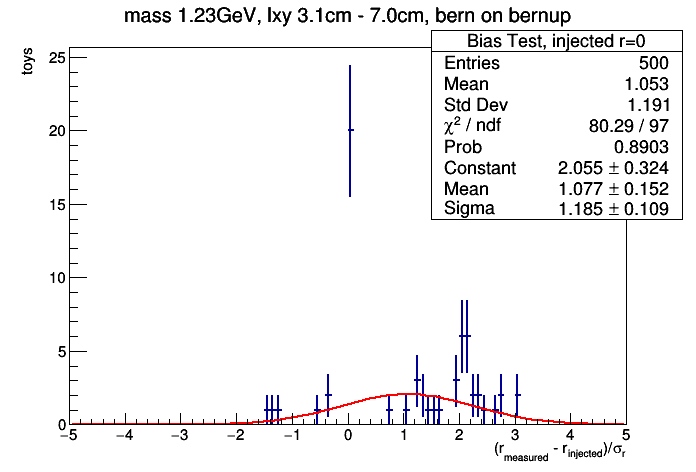 mass 1.23GeV, lxy 3.1cm - 7.0cm, bern on bernup
Bias Test, injected r=0
Entries 500
Mean 1.053
Std Dev 1.191
χ² / ndf 80.29 / 97
Prob 0.8903
Constant 2.055 ± 0.324
Mean 1.077 ± 0.152
Sigma 1.185 ± 0.109
toys
25
20
15
10
5
0
−5 −4 −3 −2 −1 0 1 2 3 4 5
(r_measured - r_injected)/σ_r